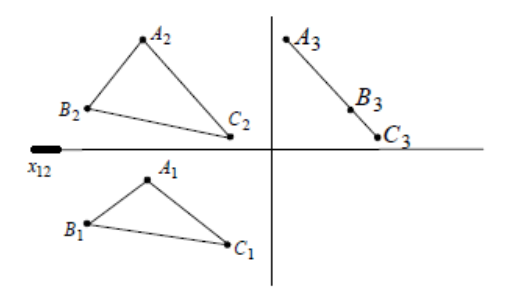 A₂
A₃
B₂
B₃
C₂
C₃
x₁₂
A₁
B₁
C₁